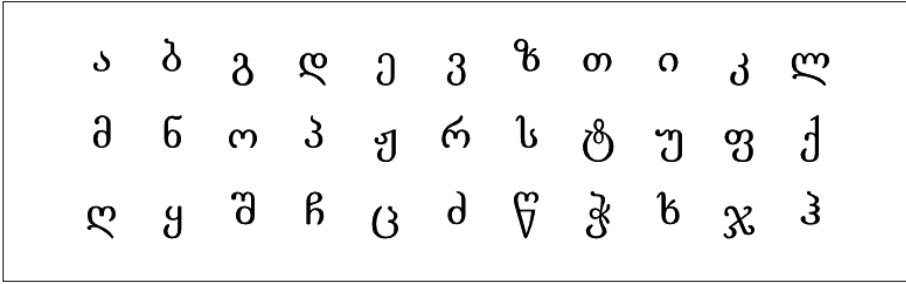 ა ბ გ დ ე ვ ზ თ ი კ ლ
მ ნ ო პ ჟ რ ს ტ უ ფ ქ
ღ ყ შ ჩ ც ძ წ ჭ ხ ჯ ჰ